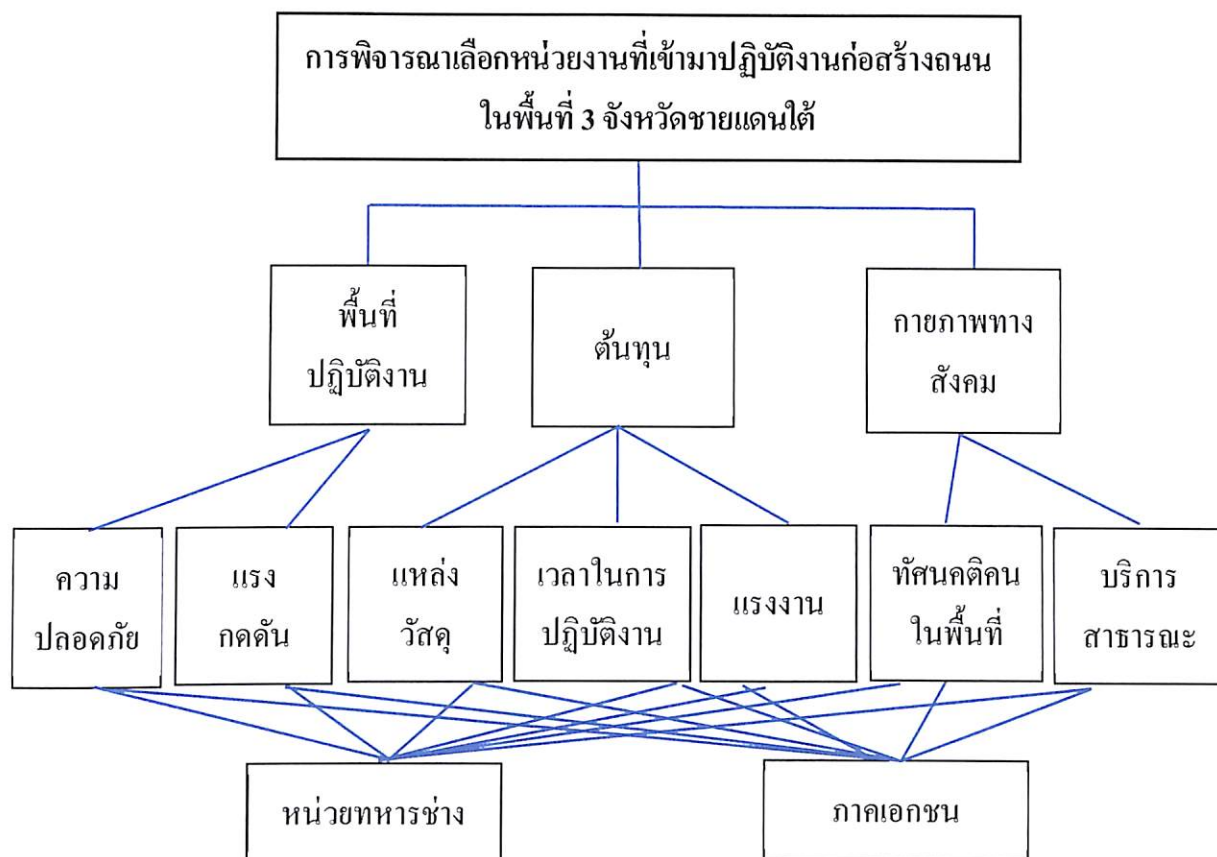 การพิจารณาเลือกหน่วยงานที่เข้ามาปฏิบัติงานก่อสร้างถนน
ในพื้นที่ 3 จังหวัดชายแดนใต้
พื้นที่
ปฏิบัติงาน
ต้นทุน
กายภาพทาง
สังคม
ความ
ปลอดภัย
แรง
กดดัน
แหล่ง
วัสดุ
เวลาในการ
ปฏิบัติงาน
แรงงาน
ทัศนคติคน
ในพื้นที่
บริการ
สาธารณะ
หน่วยทหารช่าง
ภาคเอกชน